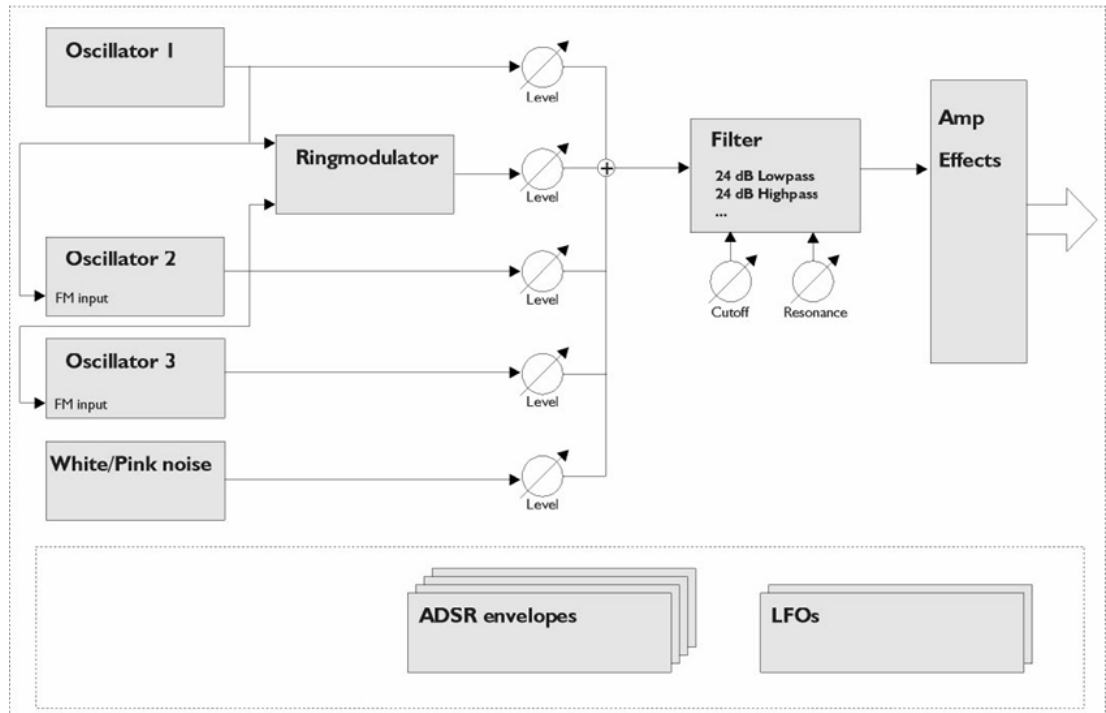 Oscillator 1
Level
Ringmodulator
Level
Oscillator 2
FM input
Level
Oscillator 3
FM input
Level
White/Pink noise
Level
Filter
24 dB Lowpass
24 dB Highpass
...
Cutoff
Resonance
Amp
Effects
ADSR envelopes
LFOs